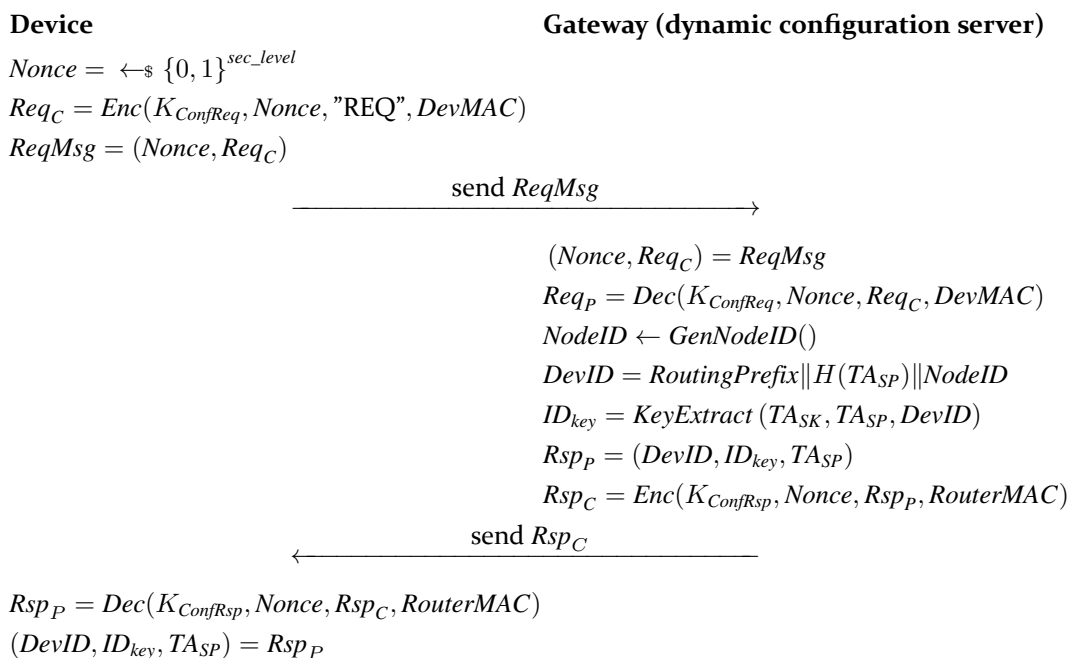 Device Gateway (dynamic configuration server)
Nonce = ←$ {0, 1}^sec_level
Req_C = Enc(K_ConfReq, Nonce, "REQ", DevMAC)
ReqMsg = (Nonce, Req_C)
send ReqMsg
(Nonce, Req_C) = ReqMsg
Req_P = Dec(K_ConfReq, Nonce, Req_C, DevMAC)
NodeID ← GenNodeID()
DevID = RoutingPrefix‖H(TA_SP)‖NodeID
ID_key = KeyExtract (TA_SK, TA_SP, DevID)
Rsp_P = (DevID, ID_key, TA_SP)
Rsp_C = Enc(K_ConfRsp, Nonce, Rsp_P, RouterMAC)
send Rsp_C
Rsp_P = Dec(K_ConfRsp, Nonce, Rsp_C, RouterMAC)
(DevID, ID_key, TA_SP) = Rsp_P